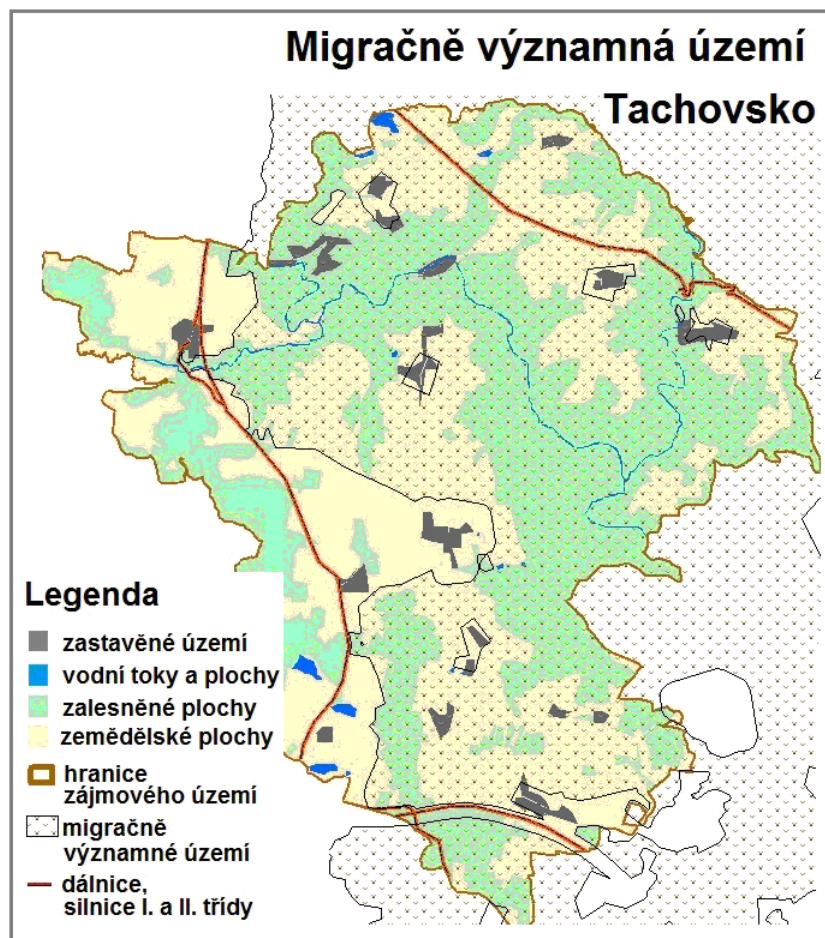 Migračně významná území
Tachovsko
Legenda
zastavěné území
vodní toky a plochy
zalesněné plochy
zemědělské plochy
hranice
zájmového území
migračně
významné území
dálnice,
silnice I. a II. třídy